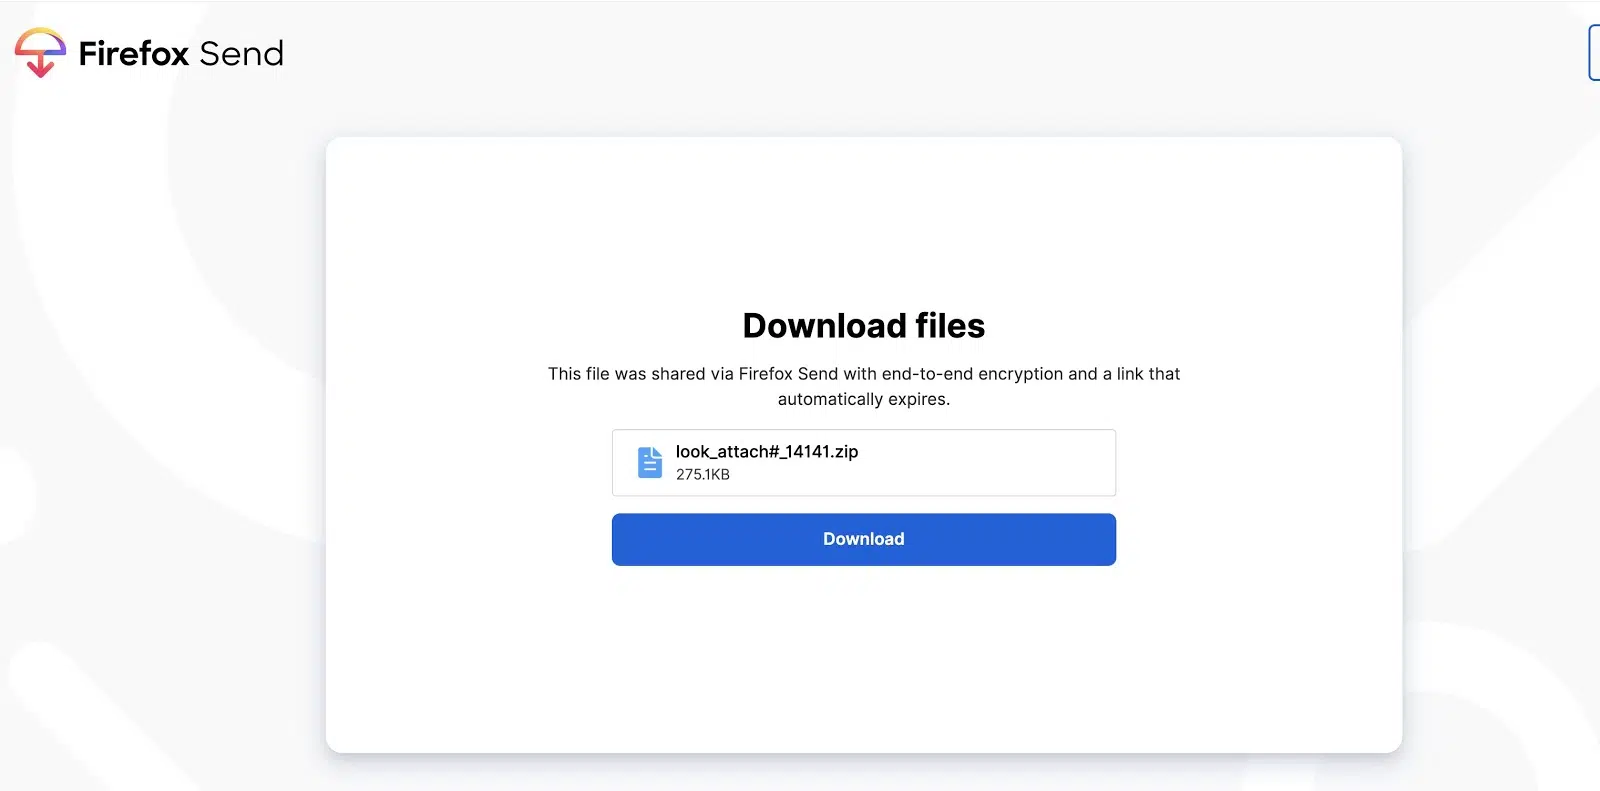 Firefox Send
Download files
This file was shared via Firefox Send with end-to-end encryption and a link that
automatically expires.
look_attach#_14141.zip
275.1KB
Download